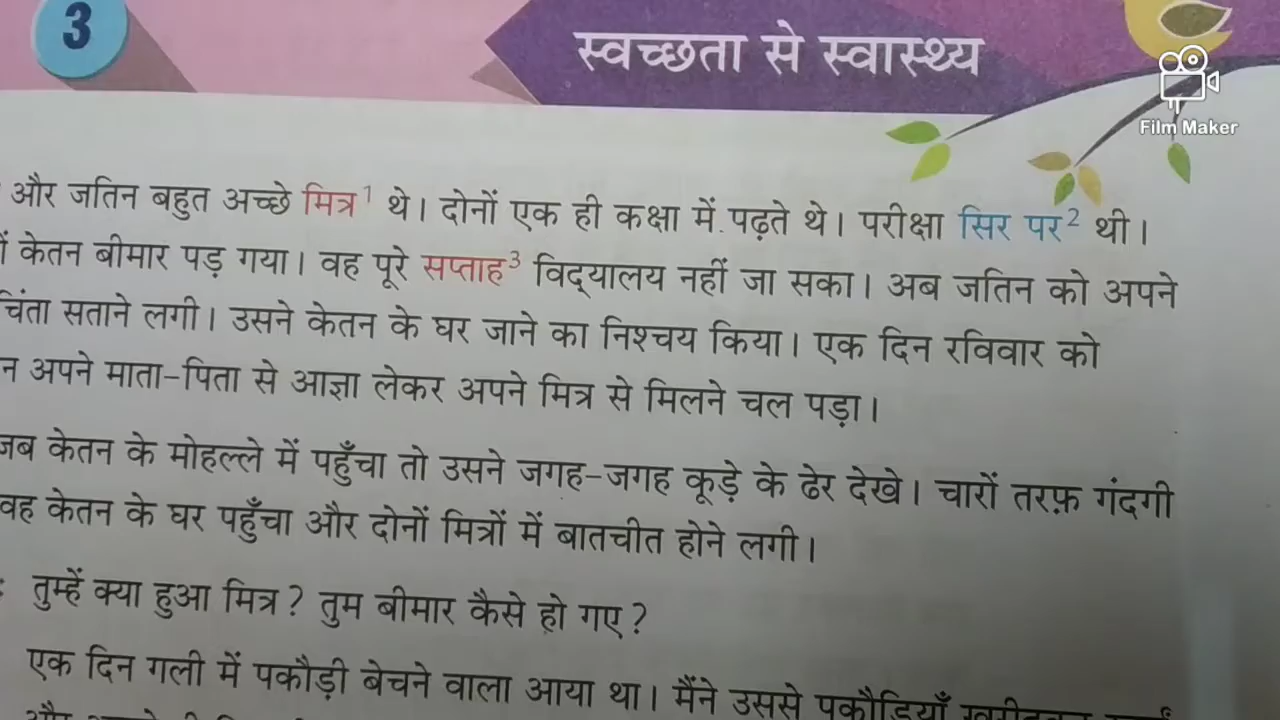 3
स्वच्छता से स्वास्थ्य
Film Maker
और जतिन बहुत अच्छे मित्र¹ थे। दोनों एक ही कक्षा में पढ़ते थे। परीक्षा सिर पर² थी।
केतन बीमार पड़ गया। वह पूरे सप्ताह³ विद्यालय नहीं जा सका। अब जतिन को अपने
चिंता सताने लगी। उसने केतन के घर जाने का निश्चय किया। एक दिन रविवार को
न अपने माता-पिता से आज्ञा लेकर अपने मित्र से मिलने चल पड़ा।
जब केतन के मोहल्ले में पहुँचा तो उसने जगह-जगह कूड़े के ढेर देखे। चारों तरफ़ गंदगी
वह केतन के घर पहुँचा और दोनों मित्रों में बातचीत होने लगी।
: तुम्हें क्या हुआ मित्र? तुम बीमार कैसे हो गए?
एक दिन गली में पकौड़ी बेचने वाला आया था। मैंने उससे पकौड़ियाँ